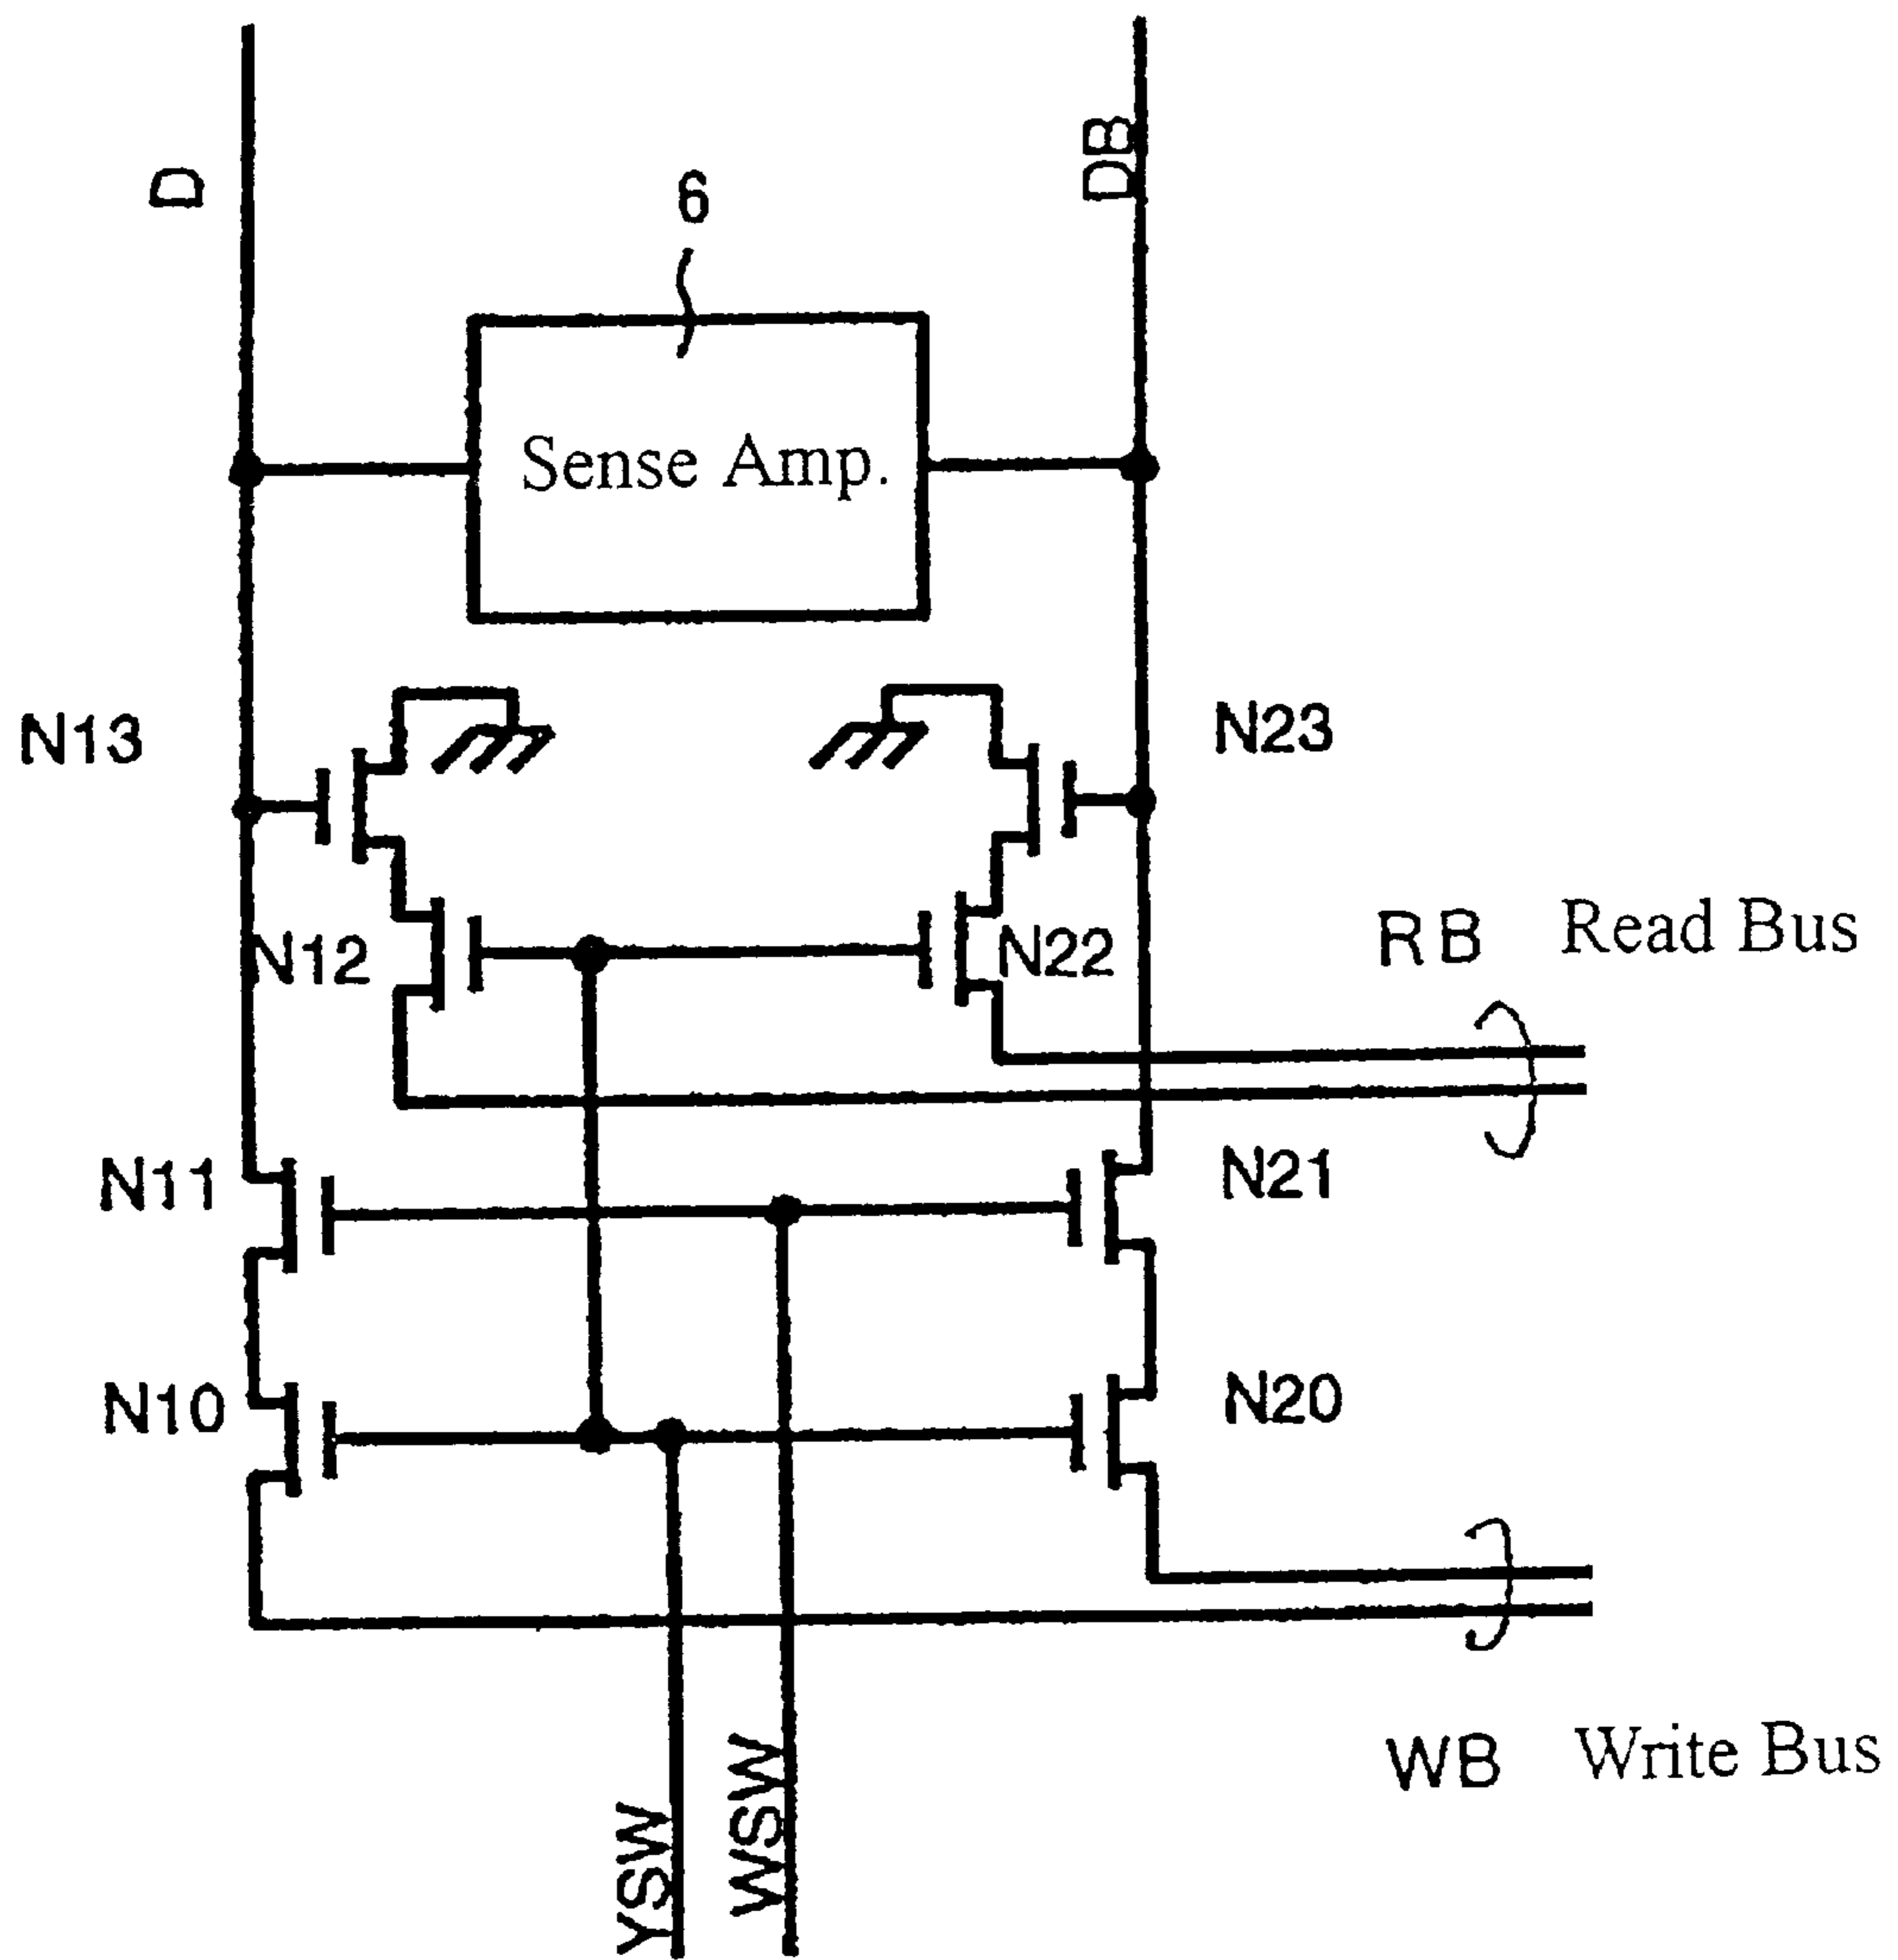 D
DB
6
Sense Amp.
N13
N23
N12
N22
RB Read Bus
N11
N21
N10
N20
WB Write Bus
YSW
WSW